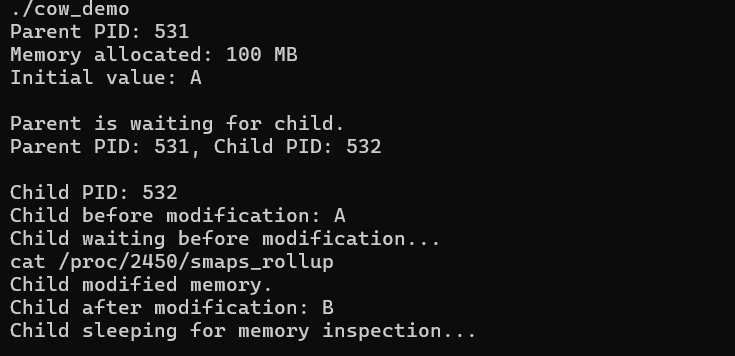 ./cow_demo
Parent PID: 531
Memory allocated: 100 MB
Initial value: A
Parent is waiting for child.
Parent PID: 531, Child PID: 532
Child PID: 532
Child before modification: A
Child waiting before modification...
cat /proc/2450/smaps_rollup
Child modified memory.
Child after modification: B
Child sleeping for memory inspection...